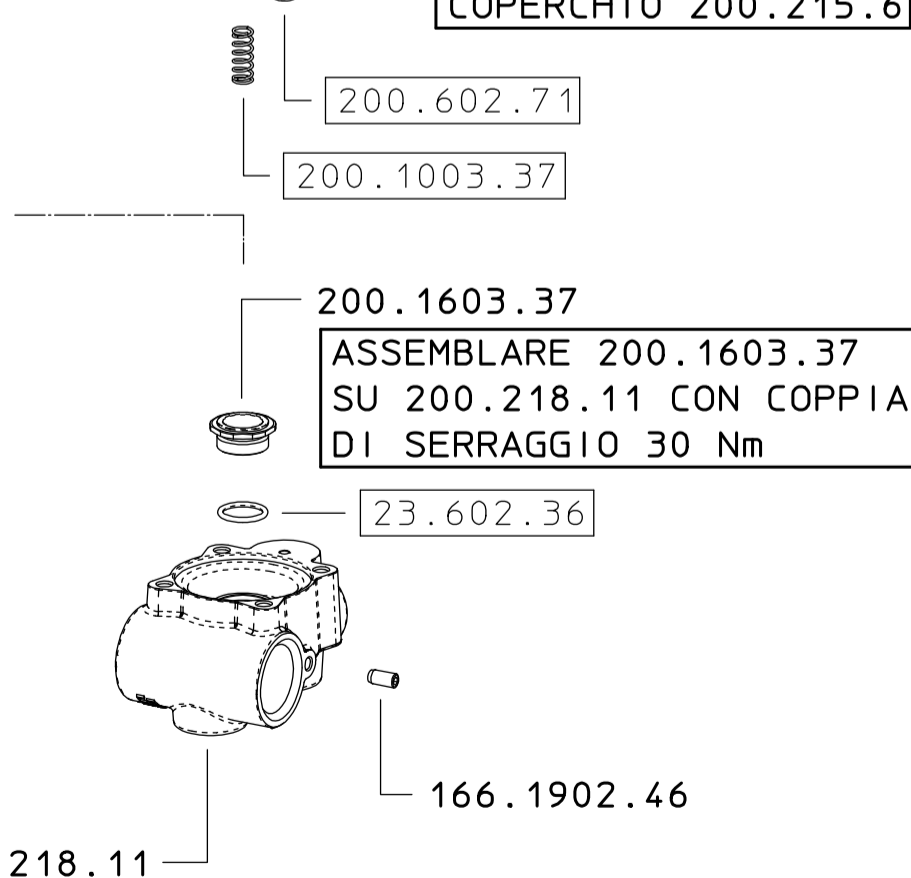 COPERCHIO 200.215.6
200.602.71
200.1003.37
200.1603.37
ASSEMBLARE 200.1603.37
SU 200.218.11 CON COPPIA
DI SERRAGGIO 30 Nm
23.602.36
166.1902.46
218.11